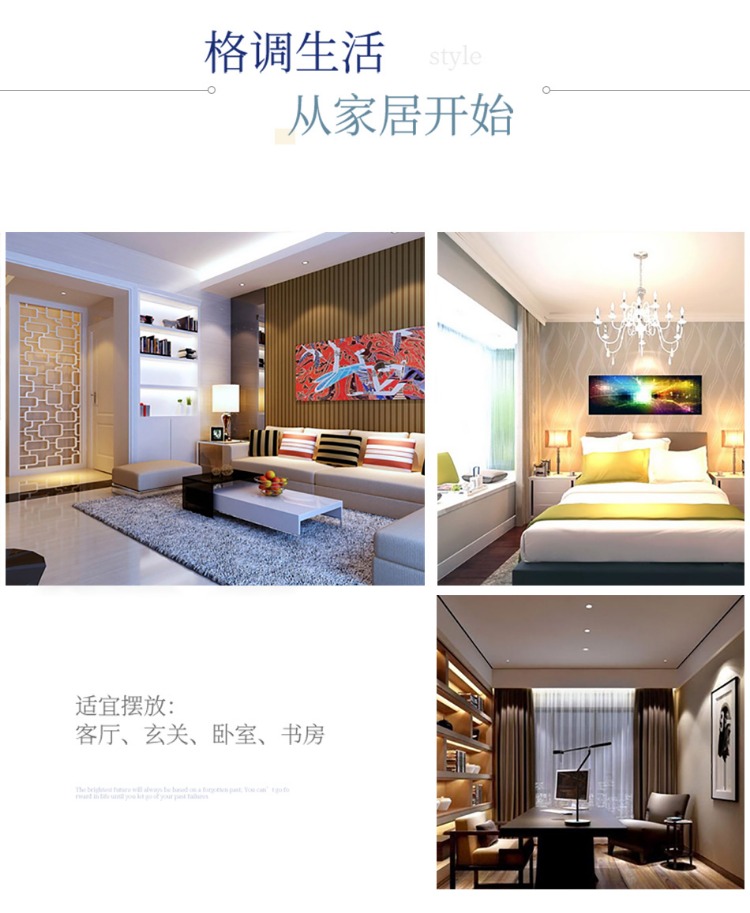 格调生活
style
从家居开始
适宜摆放：
客厅、玄关、卧室、书房
The brightest future will always be based on a forgotten past. You can't go fo
rward in life until you let go of your past failures